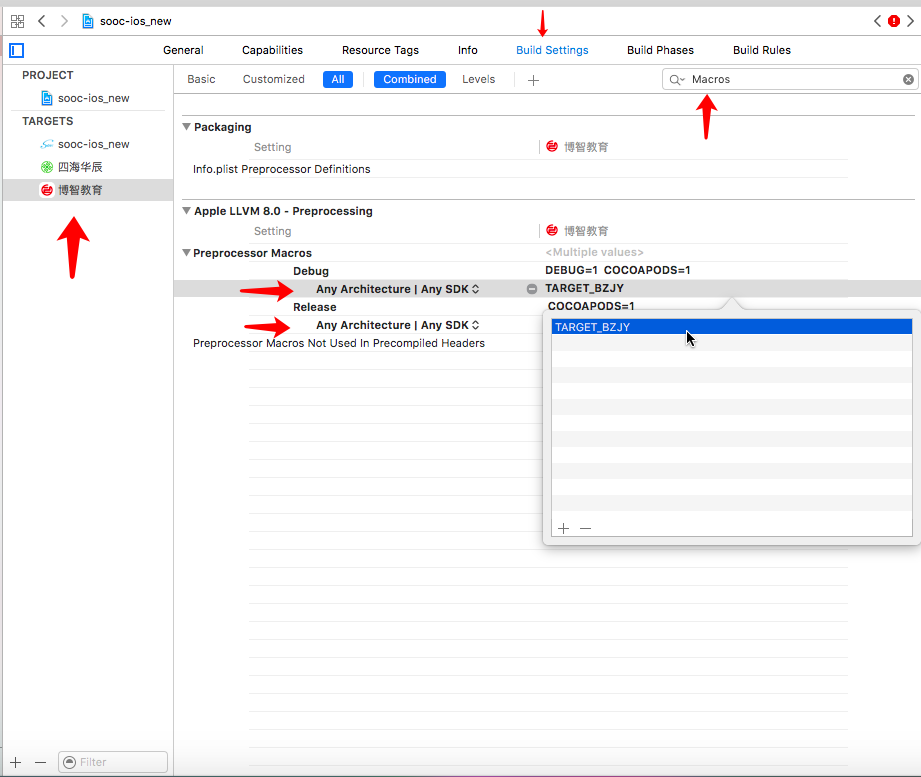 sooc-ios_new
General Capabilities Resource Tags Info Build Settings Build Phases Build Rules
PROJECT
sooc-ios_new
TARGETS
sooc-ios_new
四海华辰
博智教育
Filter
Basic Customized All Combined Levels Macros
Packaging
Setting 博智教育
Info.plist Preprocessor Definitions
Apple LLVM 8.0 - Preprocessing
Setting 博智教育
Preprocessor Macros <Multiple values>
Debug DEBUG=1 COCOAPODS=1
Any Architecture | Any SDK TARGET_BZJY
Release COCOAPODS=1
Any Architecture | Any SDK
Preprocessor Macros Not Used In Precompiled Headers
TARGET_BZJY